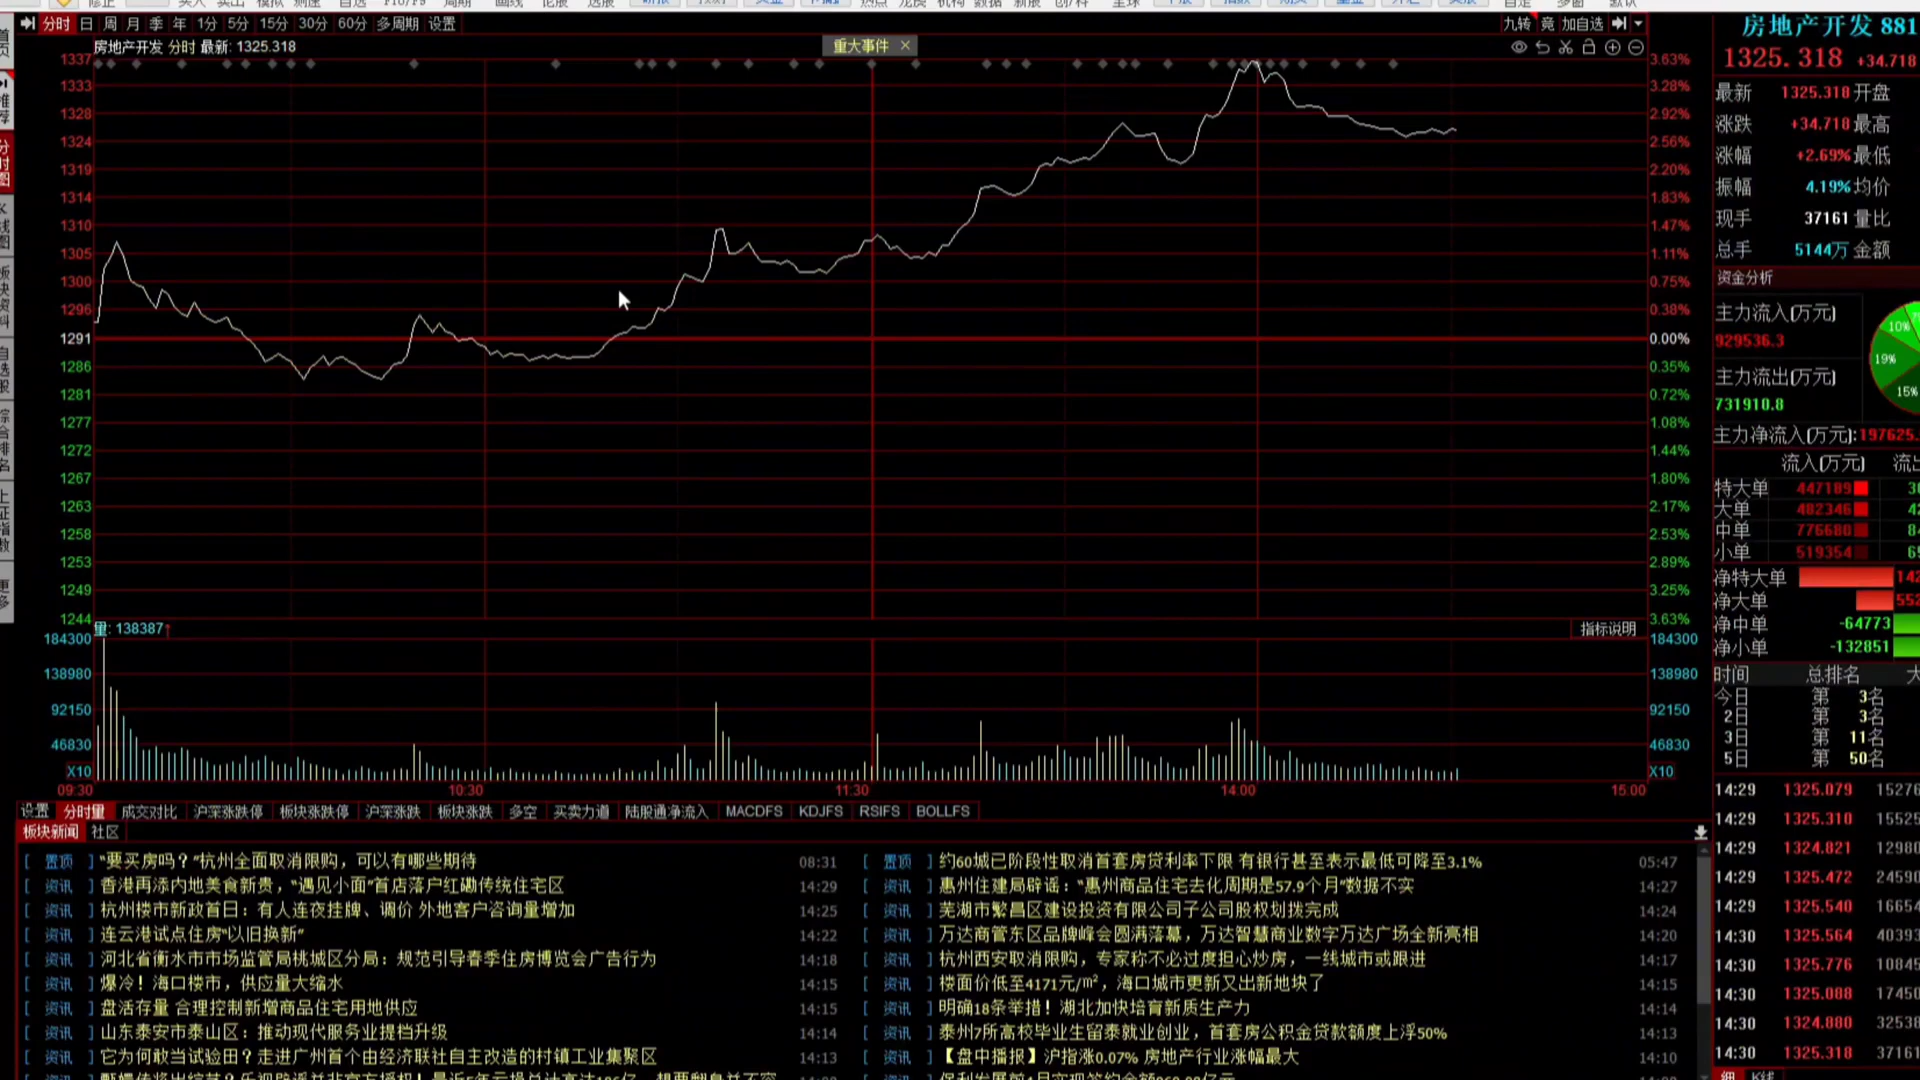 分时 日 周 月 季 年 1分 5分 15分 30分 60分 多周期 设置
九转 竞 加自选
房地产开发 分时 最新: 1325.318
重大事件 ×
1337
1333
1328
1324
1319
1314
1310
1305
1300
1296
1291
1286
1281
1277
1272
1267
1263
1258
1253
1249
1244
3.63%
3.28%
2.92%
2.56%
2.20%
1.83%
1.47%
1.11%
0.75%
0.38%
0.00%
0.35%
0.72%
1.08%
1.44%
1.80%
2.17%
2.53%
2.89%
3.25%
3.63%
量: 138387↑
指标说明
184300
138980
92150
46830
X10
184300
138980
92150
46830
X10
09:30 10:30 11:30 14:00 15:00
设置 分时量 成交对比 沪深涨跌停 板块涨跌停 沪深涨跌 板块涨跌 多空 买卖力道 陆股通净流入 MACDFS KDJFS RSIFS BOLLFS
板块新闻 社区
[ 置顶 ] “要买房吗？”杭州全面取消限购，可以有哪些期待 08:31
[ 资讯 ] 香港再添内地美食新贵，“遇见小面”首店落户红磡传统住宅区 14:29
[ 资讯 ] 杭州楼市新政首日：有人连夜挂牌、调价 外地客户咨询量增加 14:25
[ 资讯 ] 连云港试点住房“以旧换新” 14:22
[ 资讯 ] 河北省衡水市市场监管局桃城区分局：规范引导春季住房博览会广告行为 14:18
[ 资讯 ] 爆冷！海口楼市，供应量大缩水 14:15
[ 资讯 ] 盘活存量 合理控制新增商品住宅用地供应 14:15
[ 资讯 ] 山东泰安市泰山区：推动现代服务业提档升级 14:14
[ 资讯 ] 它为何敢当试验田？走进广州首个由经济联社自主改造的村镇工业集聚区 14:13
[ 置顶 ] 约60城已阶段性取消首套房贷利率下限 有银行甚至表示最低可降至3.1% 05:47
[ 资讯 ] 惠州住建局辟谣：“惠州商品住宅去化周期是57.9个月”数据不实 14:27
[ 资讯 ] 芜湖市繁昌区建设投资有限公司子公司股权划拨完成 14:24
[ 资讯 ] 万达商管东区品牌峰会圆满落幕，万达智慧商业数字万达广场全新亮相 14:20
[ 资讯 ] 杭州西安取消限购，专家称不必过度担心炒房，一线城市或跟进 14:17
[ 资讯 ] 楼面价低至4171元/㎡，海口城市更新又出新地块了 14:15
[ 资讯 ] 明确18条举措！湖北加快培育新质生产力 14:14
[ 资讯 ] 泰州7所高校毕业生留泰就业创业，首套房公积金贷款额度上浮50% 14:13
[ 资讯 ] 【盘中播报】沪指涨0.07% 房地产行业涨幅最大 14:10
房地产开发 881
1325.318 +34.718
最新 1325.318 开盘
涨跌 +34.718 最高
涨幅 +2.69% 最低
振幅 4.19% 均价
现手 37161 量比
总手 5144万 金额
资金分析
主力流入(万元)
929536.3
主力流出(万元)
731910.8
10%
19%
15%
主力净流入(万元): 197625.
流入(万元)
特大单 447189
大单 482346
中单 776680
小单 519354
净特大单
净大单
净中单 -64773
净小单 -132851
时间 总排名
今日 第 3名
2日 第 3名
3日 第 11名
5日 第 50名
14:29 1325.079 15276
14:29 1325.310 15525
14:29 1324.821 12980
14:29 1325.472 24590
14:29 1325.540 16654
14:30 1325.564 40393
14:30 1325.776 10845
14:30 1325.088 17450
14:30 1324.880 32538
14:30 1325.318 37161